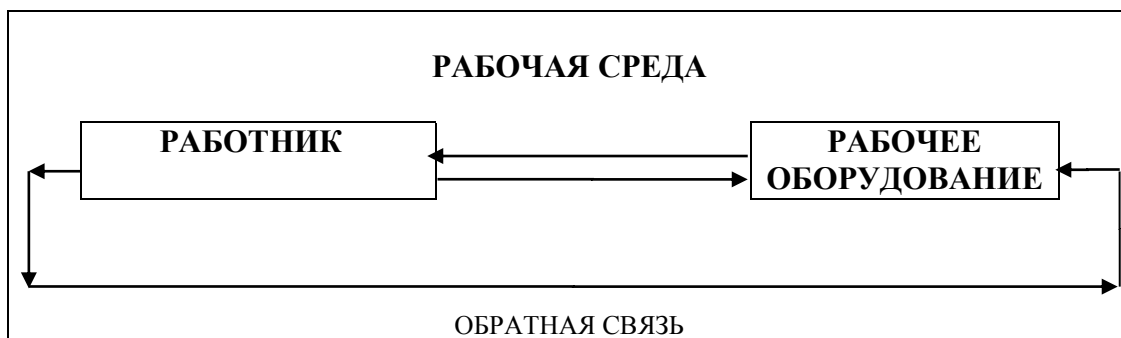 РАБОЧАЯ СРЕДА
РАБОТНИК
РАБОЧЕЕ
ОБОРУДОВАНИЕ
ОБРАТНАЯ СВЯЗЬ